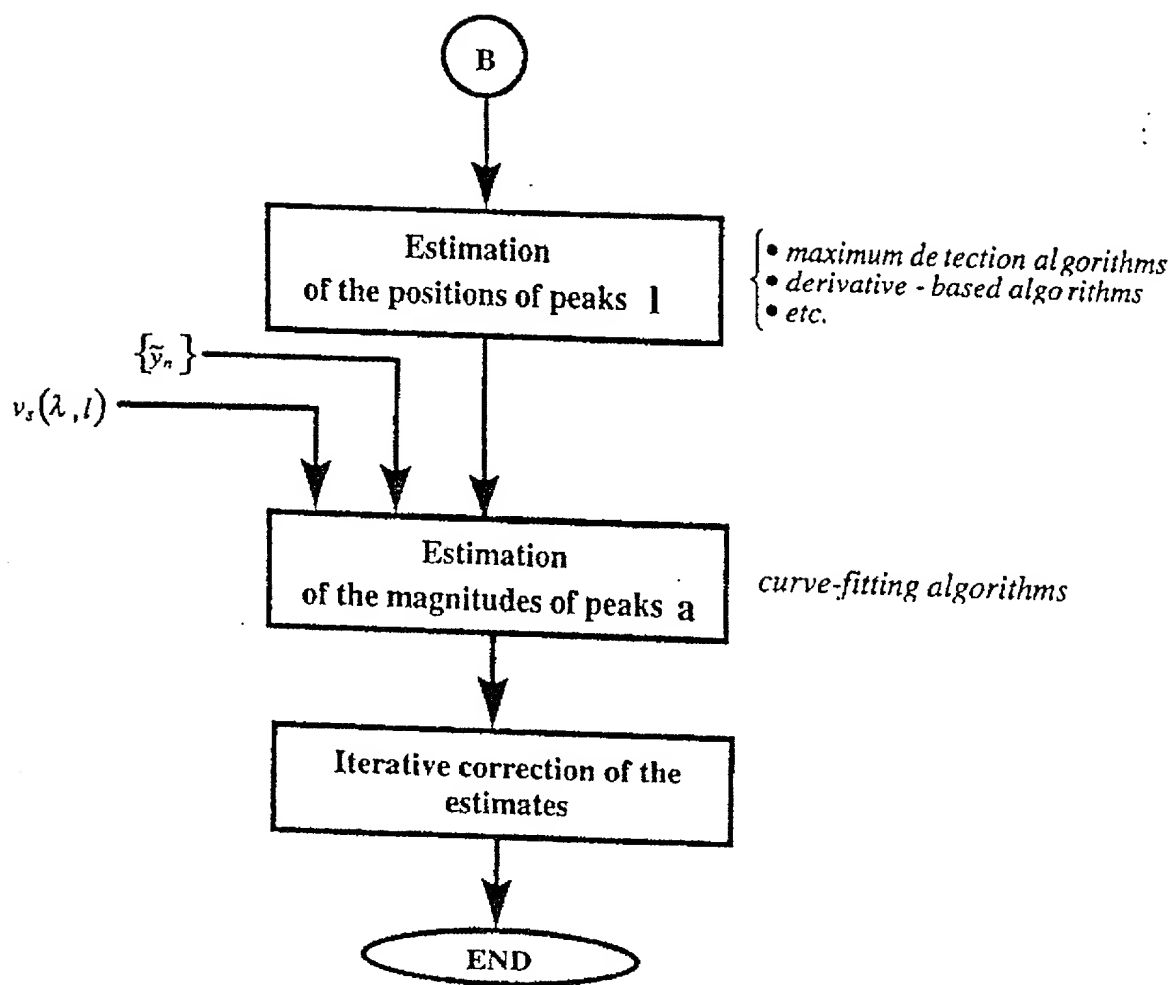 B
Estimation
of the positions of peaks l
• maximum detection algorithms
• derivative - based algorithms
• etc.
{ỹₙ}
vₛ(λ, l)
Estimation
of the magnitudes of peaks a
curve-fitting algorithms
Iterative correction of the
estimates
END